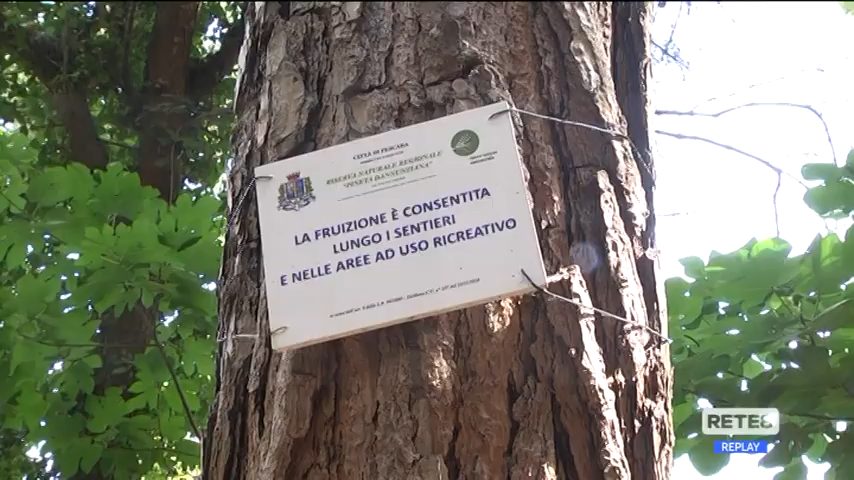 CITTÀ DI PESCARA
RISERVA NATURALE REGIONALE
"PINETA DANNUNZIANA"
LA FRUIZIONE È CONSENTITA
LUNGO I SENTIERI
E NELLE AREE AD USO RICREATIVO
RETE8
REPLAY